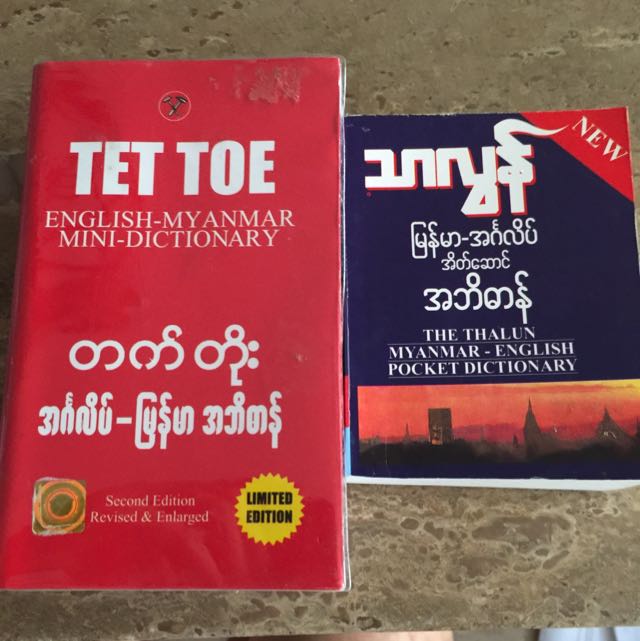 TET TOE
ENGLISH-MYANMAR
MINI-DICTIONARY
တက် တိုး
အင်္ဂလိပ် – မြန်မာ အဘိဓာန်
Second Edition
Revised & Enlarged
LIMITED
EDITION
NEW
သာလွန်
မြန်မာ-အင်္ဂလိပ်
အိတ်ဆောင်
အဘိဓာန်
THE THALUN
MYANMAR - ENGLISH
POCKET DICTIONARY